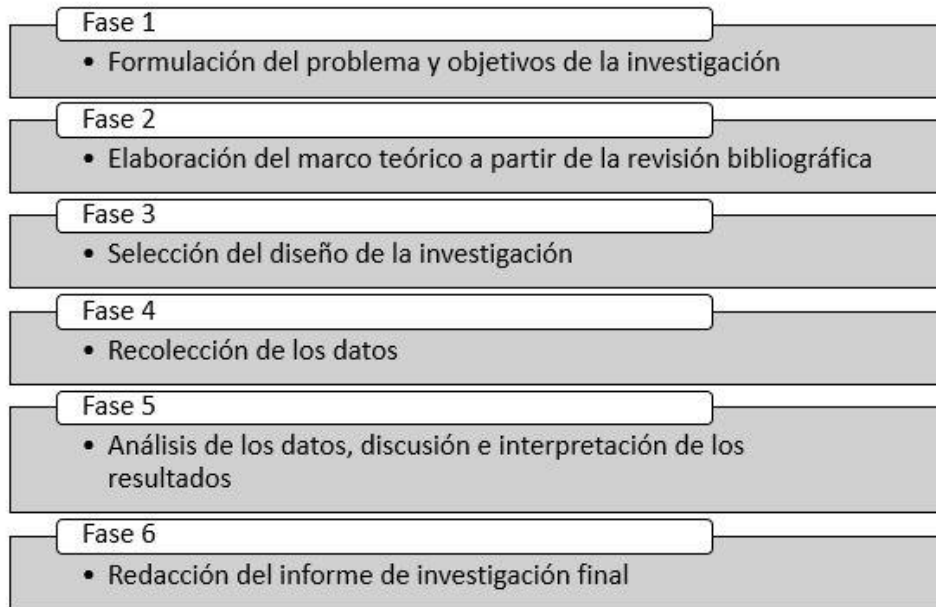 Fase 1
• Formulación del problema y objetivos de la investigación
Fase 2
• Elaboración del marco teórico a partir de la revisión bibliográfica
Fase 3
• Selección del diseño de la investigación
Fase 4
• Recolección de los datos
Fase 5
• Análisis de los datos, discusión e interpretación de los
resultados
Fase 6
• Redacción del informe de investigación final